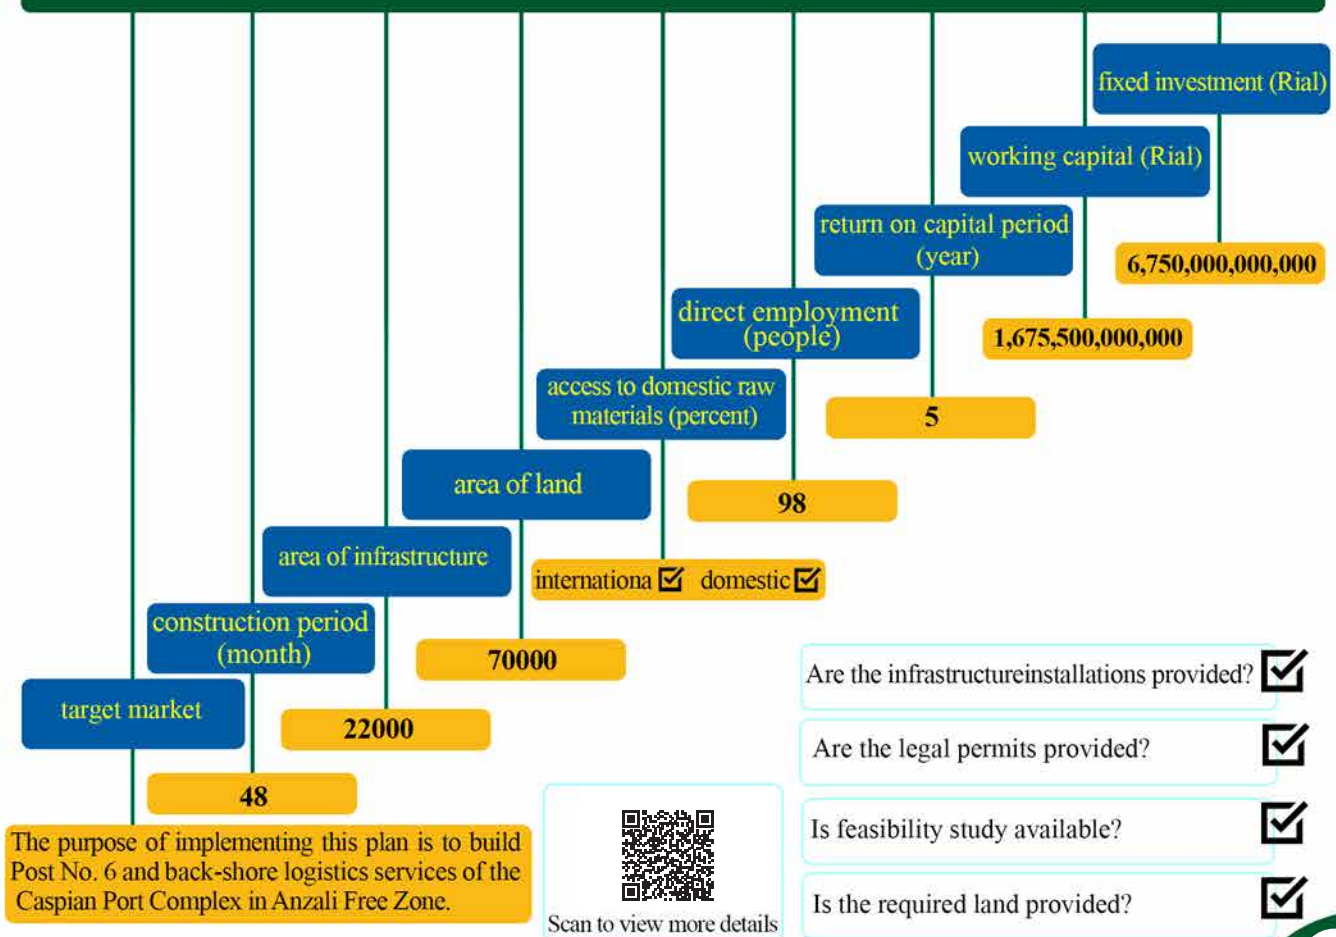 fixed investment (Rial)
6,750,000,000,000
working capital (Rial)
1,675,500,000,000
return on capital period
(year)
5
direct employment
(people)
98
access to domestic raw
materials (percent)
internationa domestic
area of land
70000
area of infrastructure
22000
construction period
(month)
48
target market
The purpose of implementing this plan is to build
Post No. 6 and back-shore logistics services of the
Caspian Port Complex in Anzali Free Zone.
Scan to view more details
Are the infrastructureinstallations provided?
Are the legal permits provided?
Is feasibility study available?
Is the required land provided?